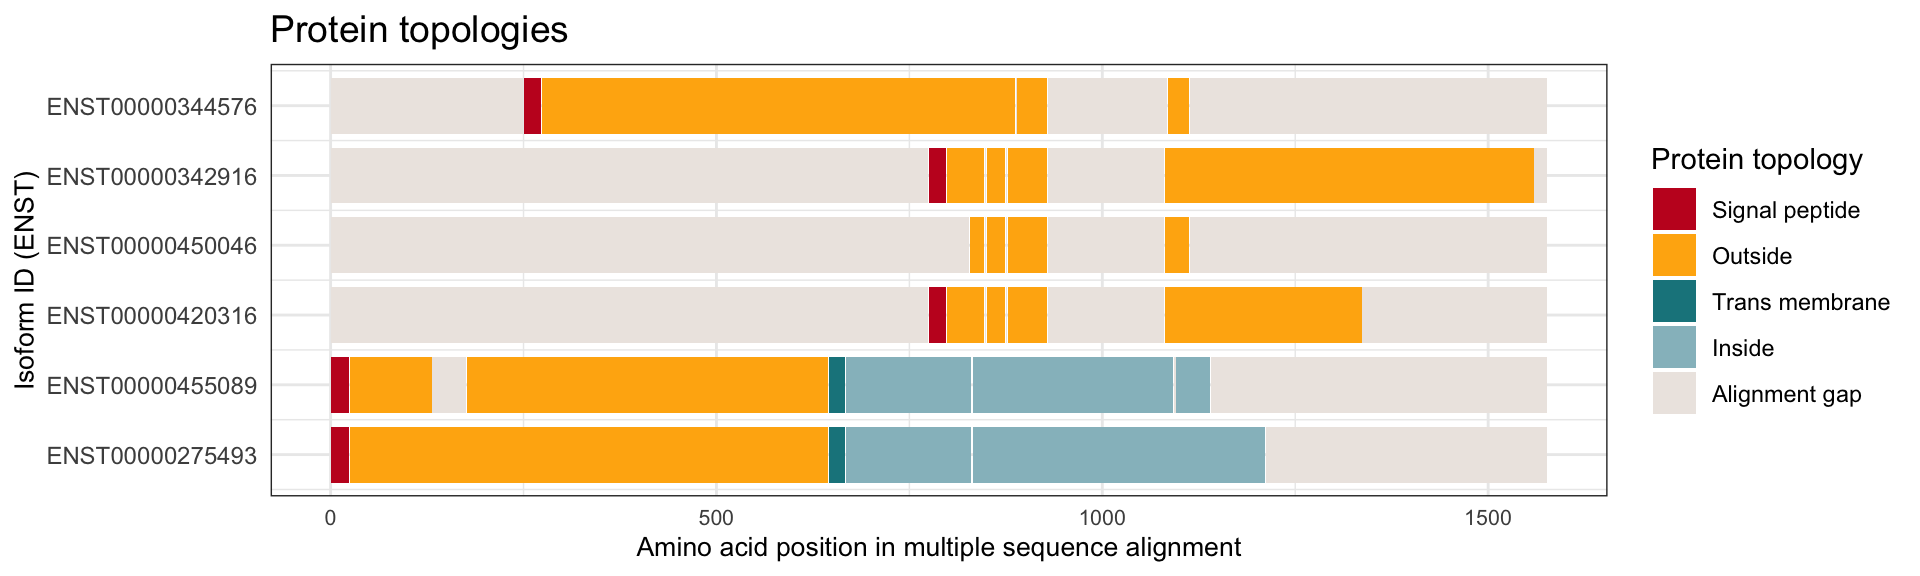 Protein topologies
Isoform ID (ENST)
ENST00000344576
ENST00000342916
ENST00000450046
ENST00000420316
ENST00000455089
ENST00000275493
0
500
1000
1500
Amino acid position in multiple sequence alignment
Protein topology
Signal peptide
Outside
Trans membrane
Inside
Alignment gap